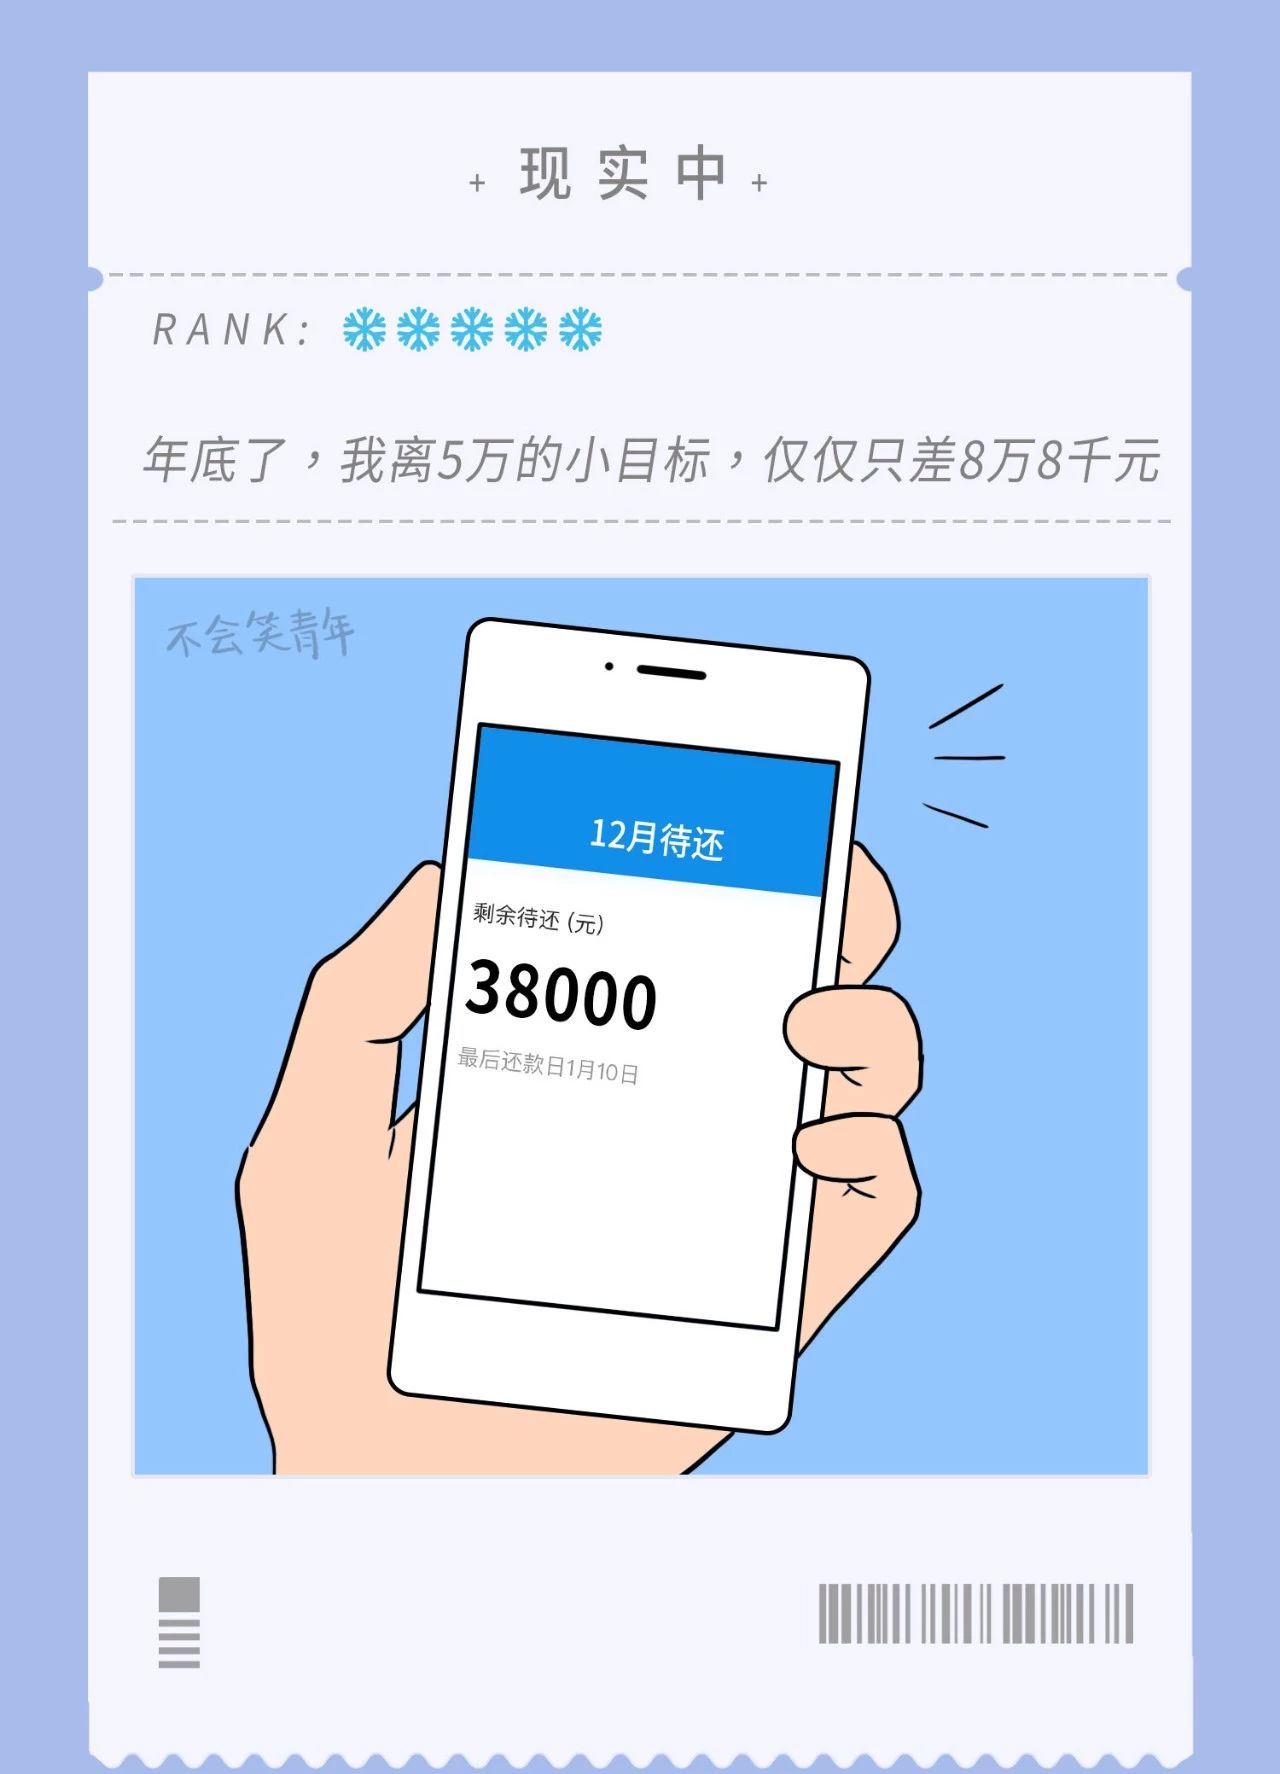 + 现实中 +
RANK:
年底了，我离5万的小目标，仅仅只差8万8千元
不会笑青年
12月待还
剩余待还 (元)
38000
最后还款日1月10日